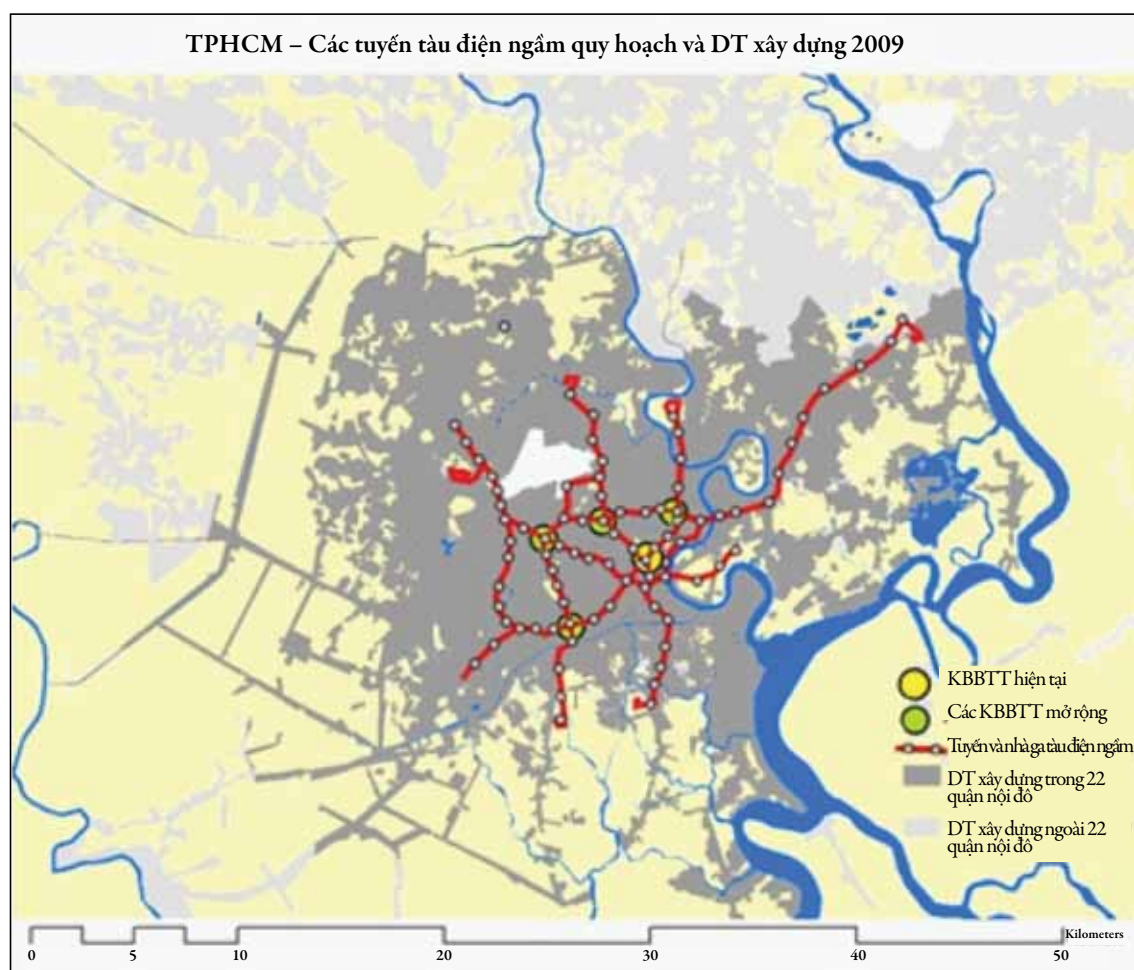 TPHCM – Các tuyến tàu điện ngầm quy hoạch và DT xây dựng 2009
KBBTT hiện tại
Các KBBTT mở rộng
Tuyến và nhà ga tàu điện ngầm
DT xây dựng trong 22
quận nội đô
DT xây dựng ngoài 22
quận nội đô
Kilometers
0 5 10 20 30 40 50